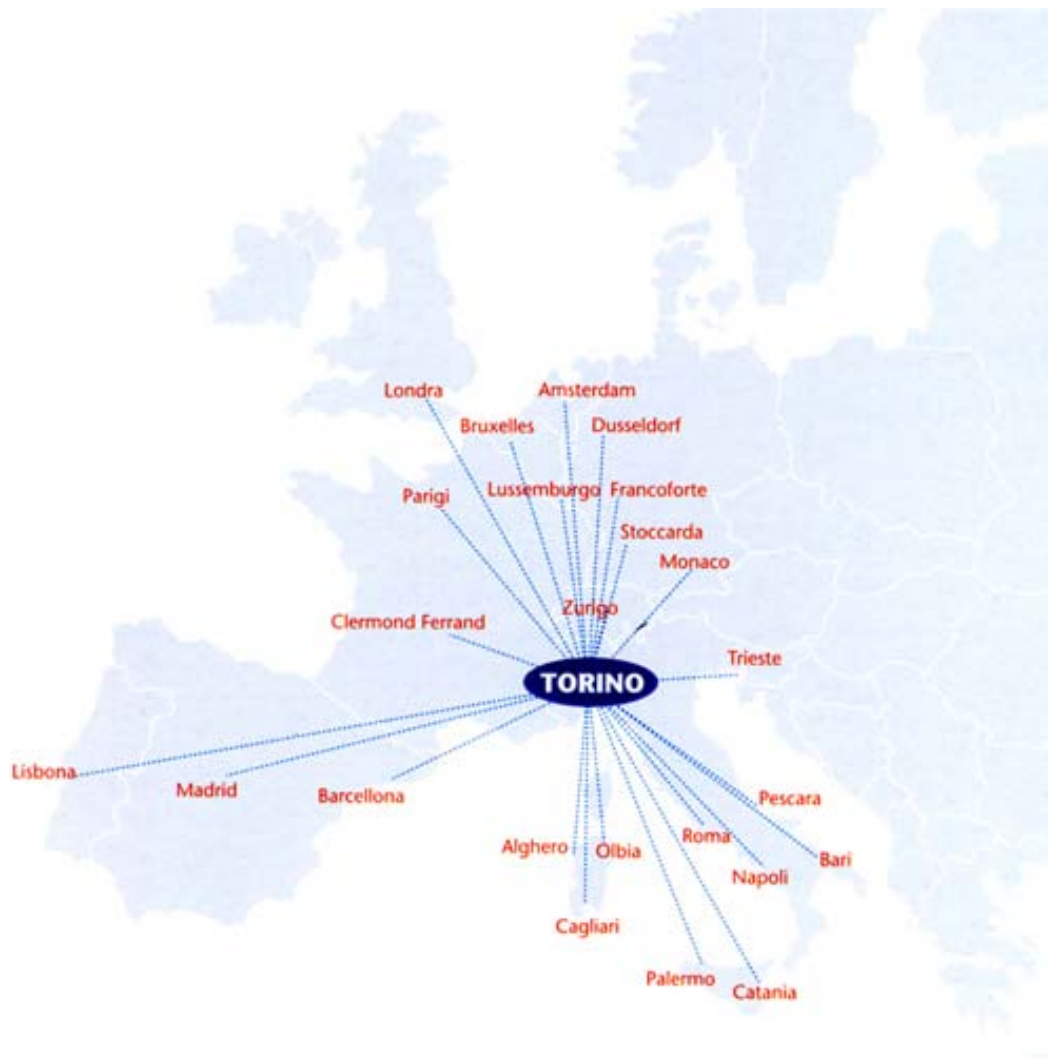 Londra
Amsterdam
Bruxelles
Dusseldorf
Parigi
Lussemburgo
Francoforte
Stoccarda
Monaco
Zurigo
Clermond Ferrand
Trieste
TORINO
Lisbona
Madrid
Barcellona
Pescara
Roma
Alghero
Olbia
Bari
Napoli
Cagliari
Palermo
Catania